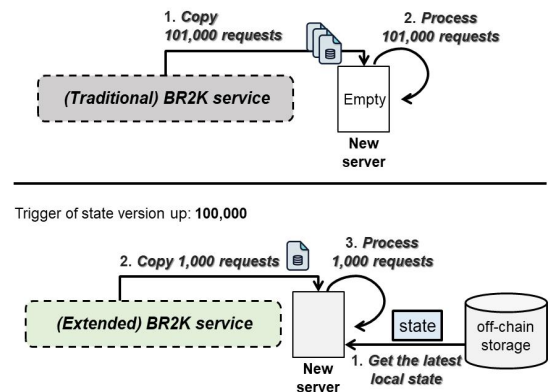 1. Copy
101,000 requests
2. Process
101,000 requests
(Traditional) BR2K service
Empty
New
server
Trigger of state version up: 100,000
2. Copy 1,000 requests
3. Process
1,000 requests
(Extended) BR2K service
state
off-chain
storage
1. Get the latest
local state
New
server